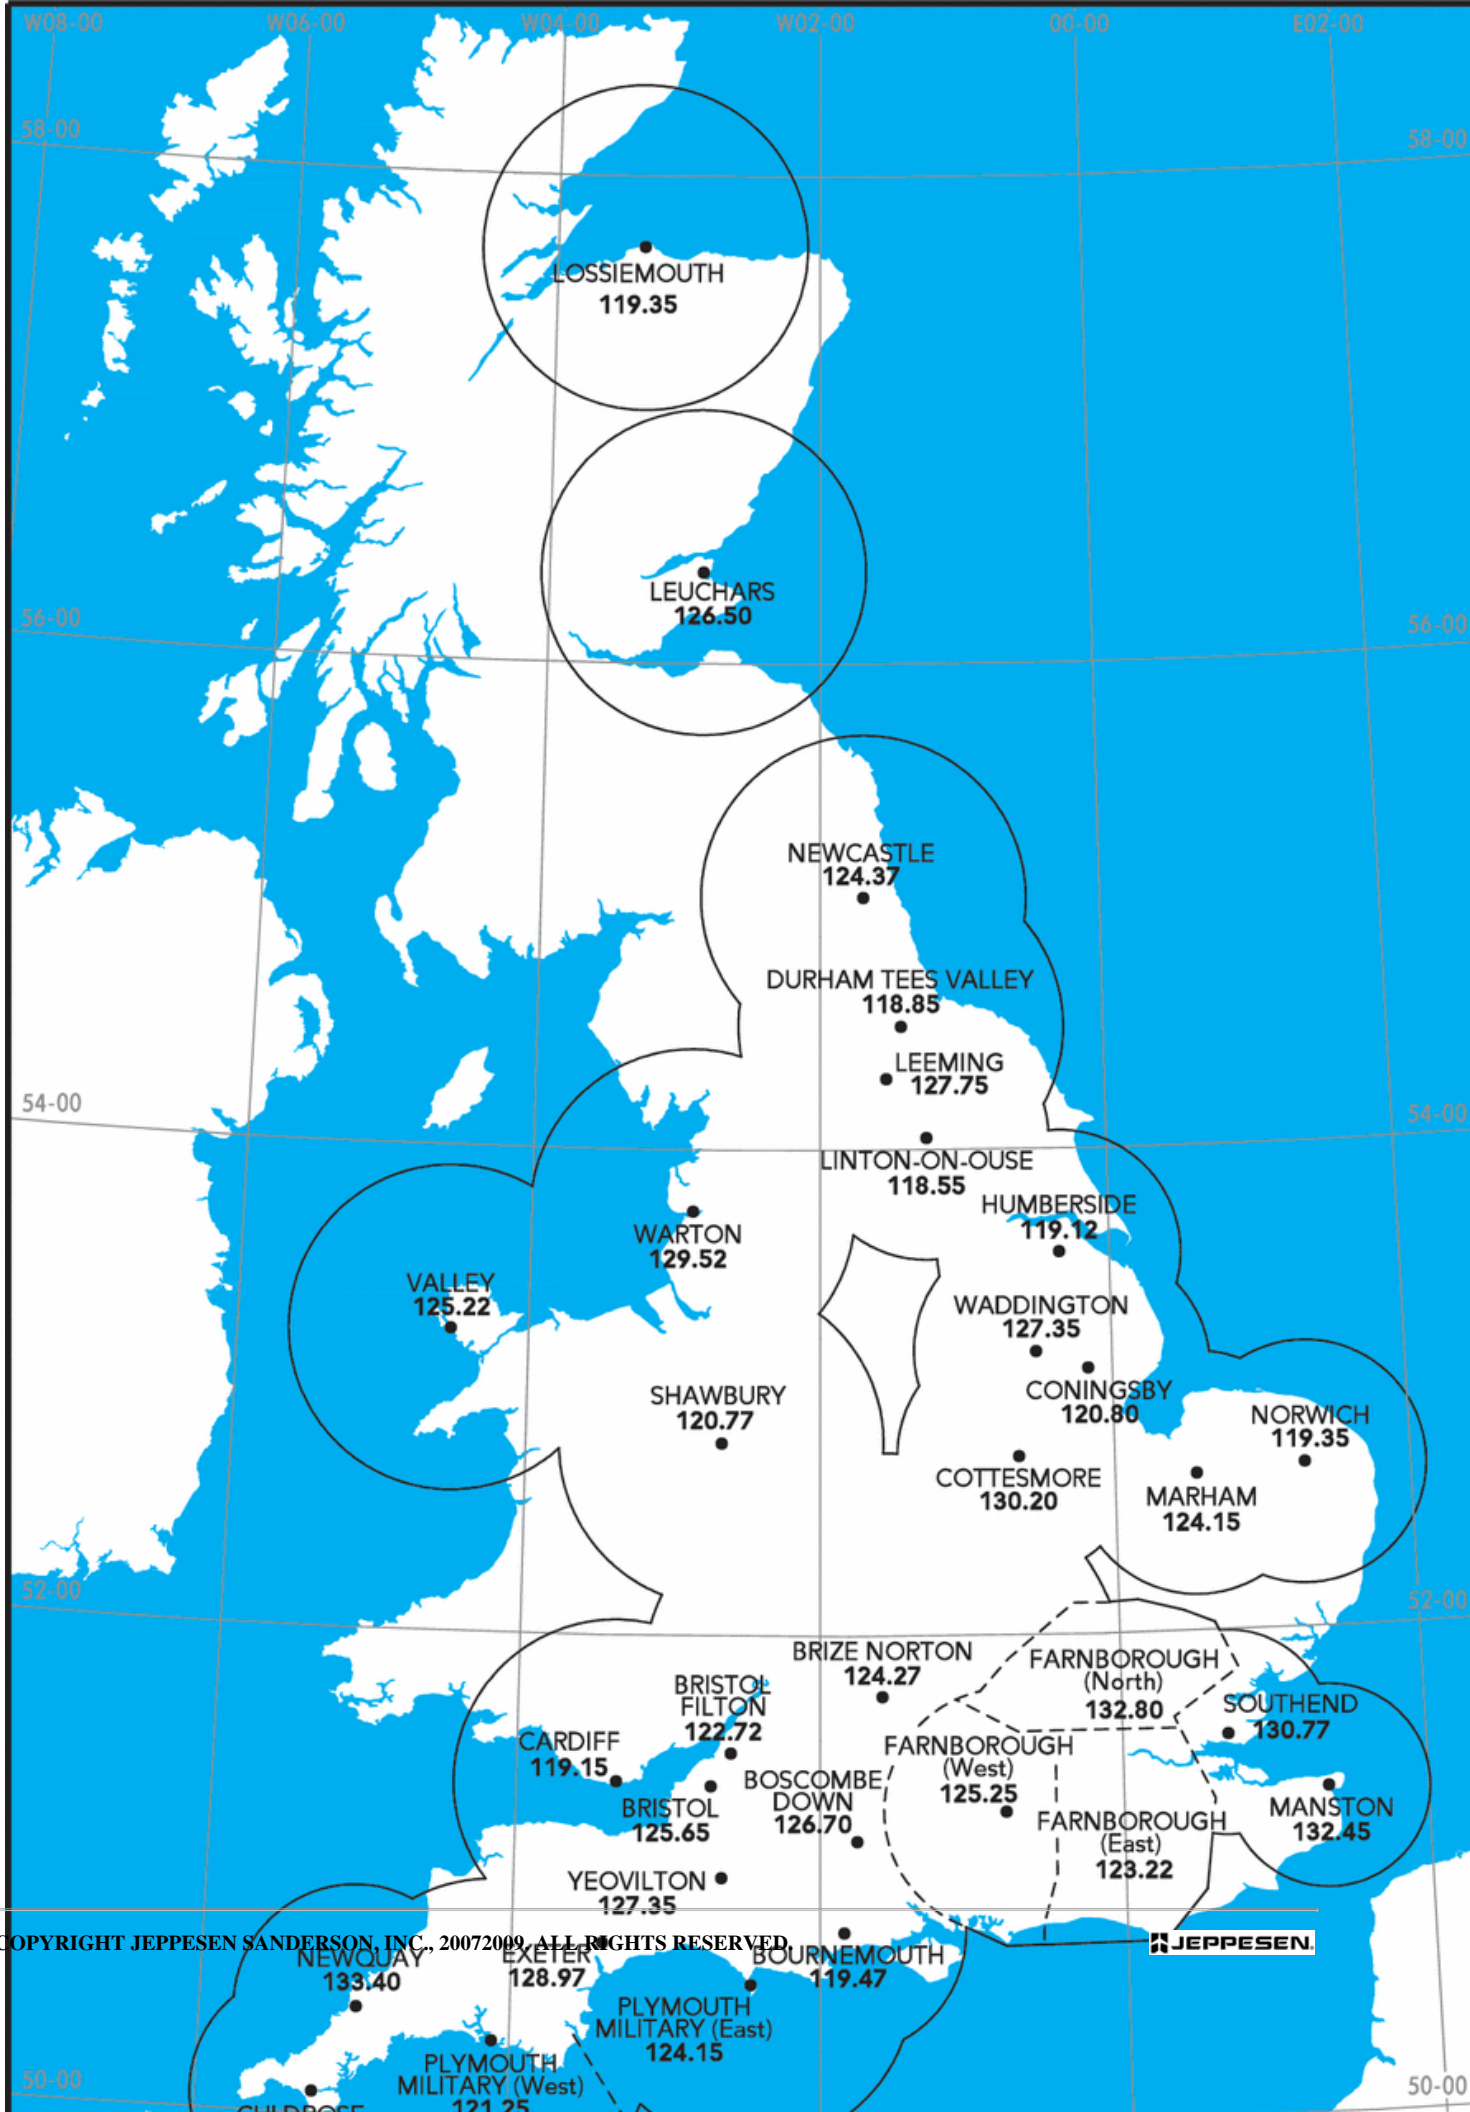 W08-00
W06-00
W04-00
W02-00
00-00
E02-00
58-00
58-00
LOSSIEMOUTH
119.35
LEUCHARS
126.50
56-00
56-00
NEWCASTLE
124.37
DURHAM TEES VALLEY
118.85
LEEMING
127.75
54-00
54-00
LINTON-ON-OUSE
118.55
HUMBERSIDE
119.12
WARTON
129.52
VALLEY
125.22
WADDINGTON
127.35
CONINGSBY
120.80
SHAWBURY
120.77
NORWICH
119.35
COTTESMORE
130.20
MARHAM
124.15
52-00
52-00
BRIZE NORTON
124.27
FARNBOROUGH
(North)
132.80
BRISTOL
FILTON
122.72
SOUTHEND
130.77
CARDIFF
119.15
FARNBOROUGH
(West)
125.25
BOSCOMBE
DOWN
126.70
BRISTOL
125.65
MANSTON
132.45
FARNBOROUGH
(East)
123.22
YEOVILTON
127.35
COPYRIGHT JEPPESEN SANDERSON, INC., 20072009, ALL RIGHTS RESERVED.
JEPPESEN.
NEWQUAY
133.40
EXETER
128.97
BOURNEMOUTH
119.47
PLYMOUTH
MILITARY (East)
124.15
PLYMOUTH
MILITARY (West)
121.25
50-00
50-00